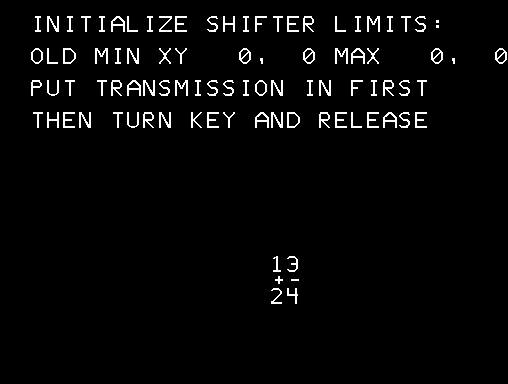 INITIALIZE SHIFTER LIMITS:
OLD MIN XY 0, 0 MAX 0, 0
PUT TRANSMISSION IN FIRST
THEN TURN KEY AND RELEASE
13
+-
24